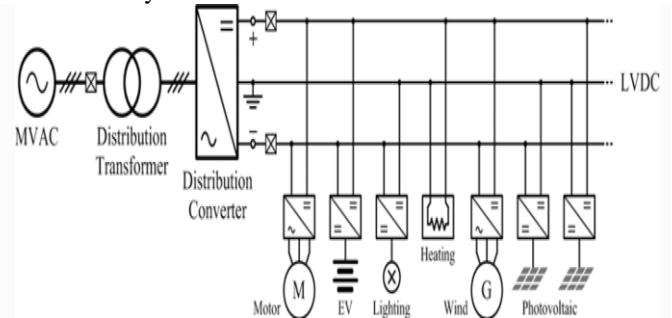 +
LVDC
MVAC
Distribution
Transformer
−
Distribution
Converter
Heating
Motor
M
EV
Lighting
Wind
G
Photovoltaic